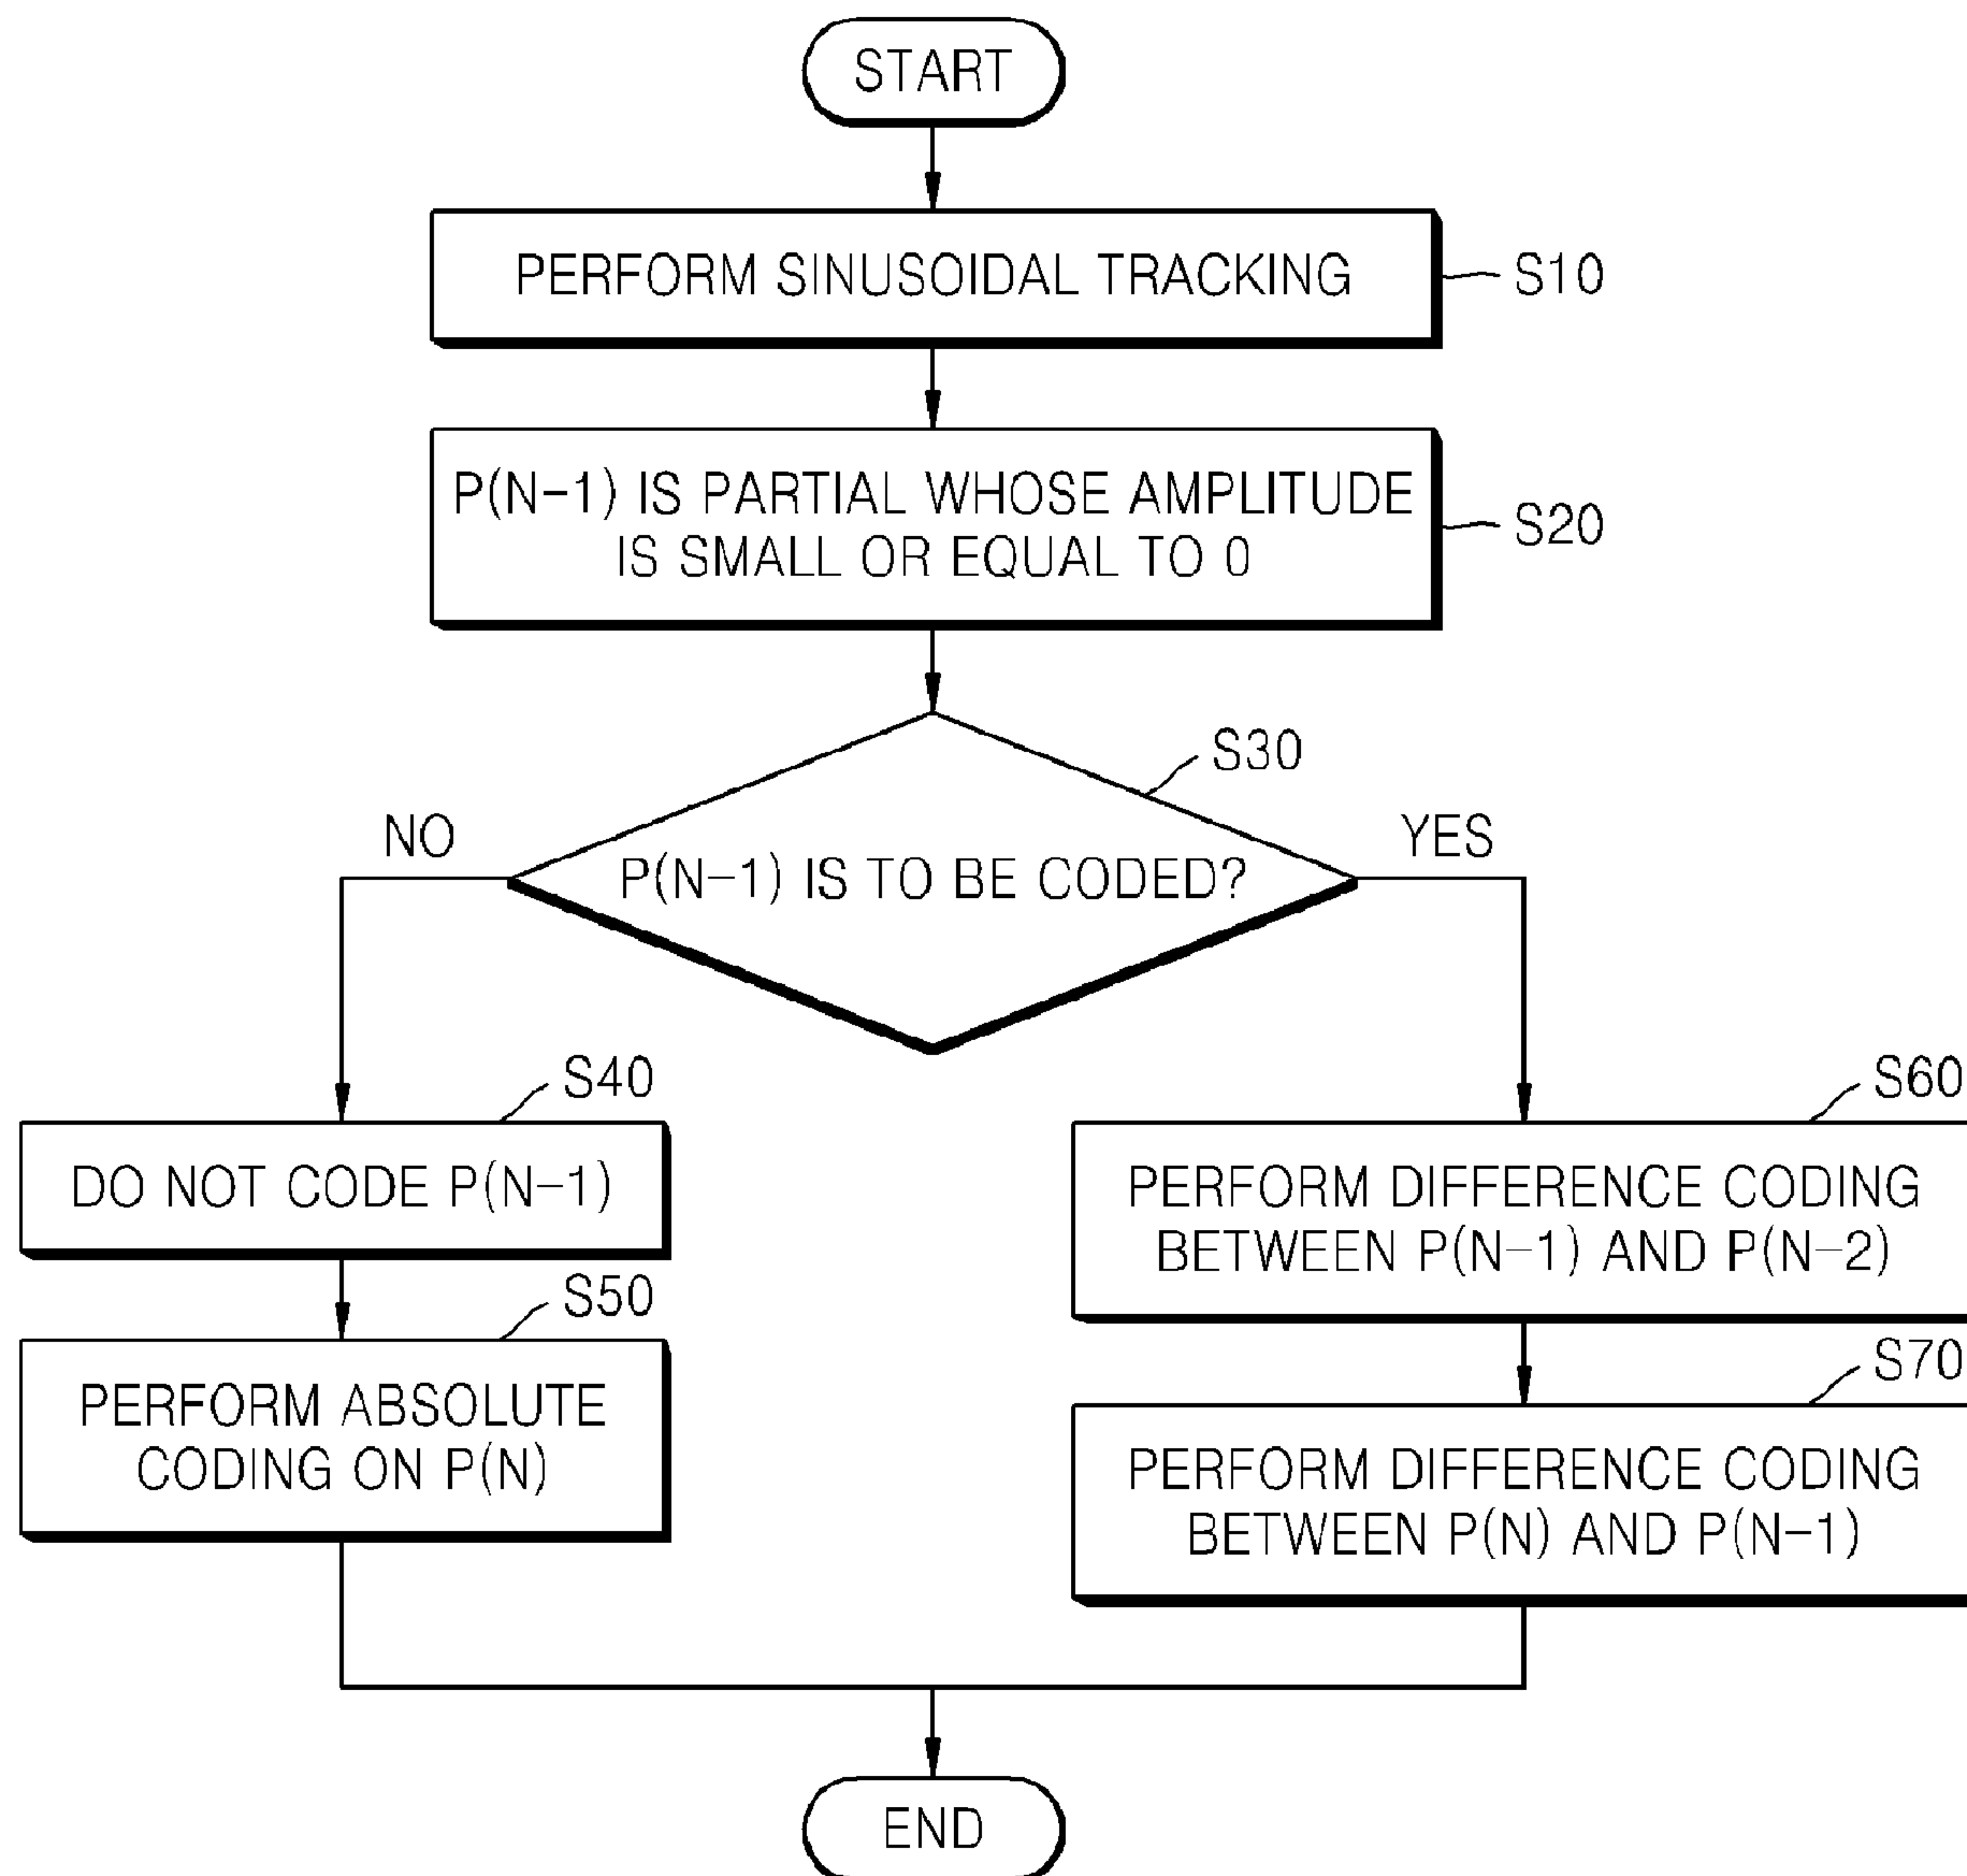 START
PERFORM SINUSOIDAL TRACKING
S10
P(N-1) IS PARTIAL WHOSE AMPLITUDE
IS SMALL OR EQUAL TO 0
S20
S30
NO
YES
P(N-1) IS TO BE CODED?
S40
DO NOT CODE P(N-1)
S50
PERFORM ABSOLUTE
CODING ON P(N)
S60
PERFORM DIFFERENCE CODING
BETWEEN P(N-1) AND P(N-2)
S70
PERFORM DIFFERENCE CODING
BETWEEN P(N) AND P(N-1)
END